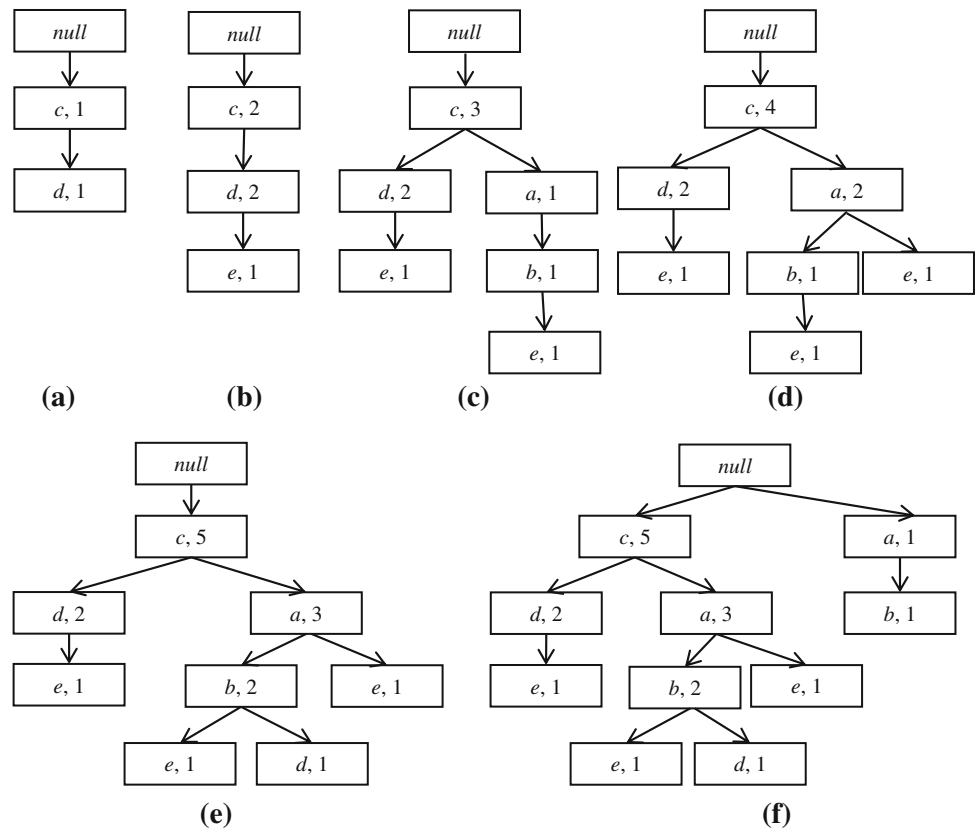 null
c, 1
d, 1
(a)
null
c, 2
d, 2
e, 1
(b)
null
c, 3
d, 2
a, 1
e, 1
b, 1
e, 1
(c)
null
c, 4
d, 2
a, 2
e, 1
b, 1
e, 1
e, 1
(d)
null
c, 5
d, 2
a, 3
e, 1
b, 2
e, 1
e, 1
d, 1
(e)
null
c, 5
a, 1
d, 2
a, 3
b, 1
e, 1
b, 2
e, 1
e, 1
d, 1
(f)